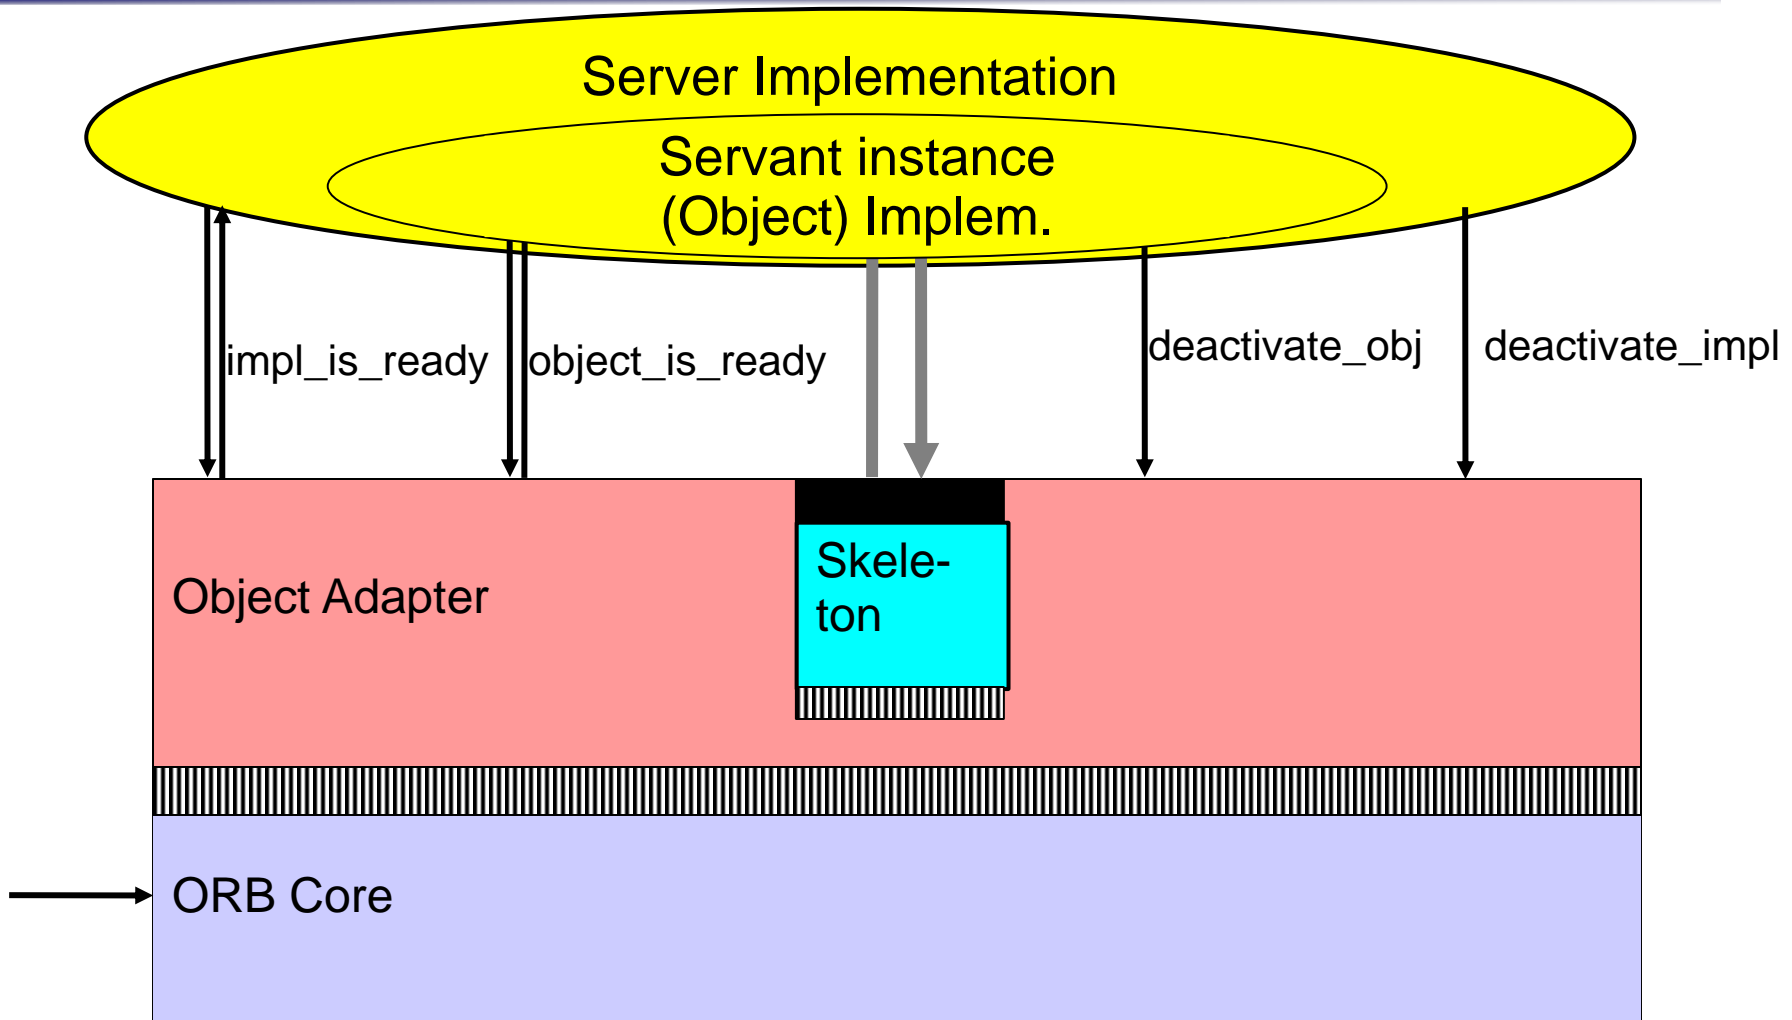 Server Implementation
Servant instance
(Object) Implem.
impl_is_ready
object_is_ready
deactivate_obj
deactivate_impl
Skele-
ton
Object Adapter
ORB Core